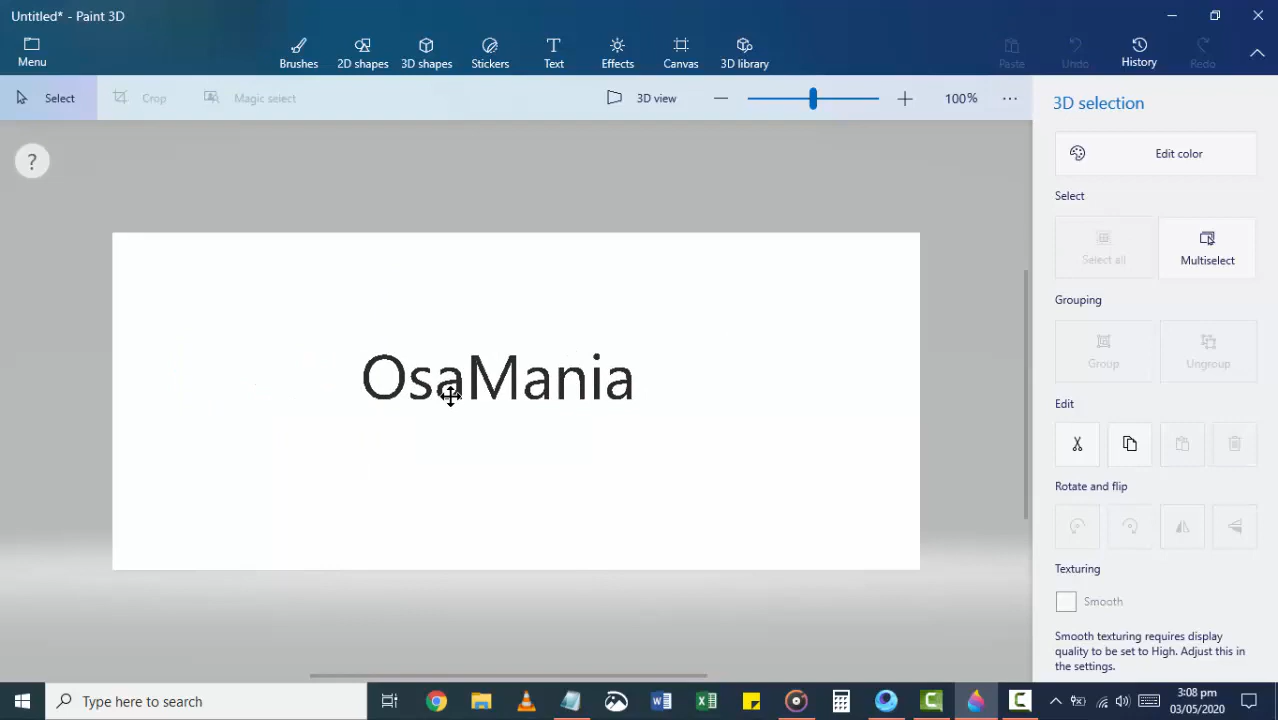 Untitled* - Paint 3D
Menu
Brushes
2D shapes
3D shapes
Stickers
Text
Effects
Canvas
3D library
Paste
Undo
History
Redo
Select
Crop
Magic select
3D view
100%
?
3D selection
Edit color
Select
Select all
Multiselect
Grouping
Group
Ungroup
Edit
Rotate and flip
Texturing
Smooth
Smooth texturing requires display
quality to be set to High. Adjust this in
the settings.
OsaMania
Type here to search
3:08 pm
03/05/2020